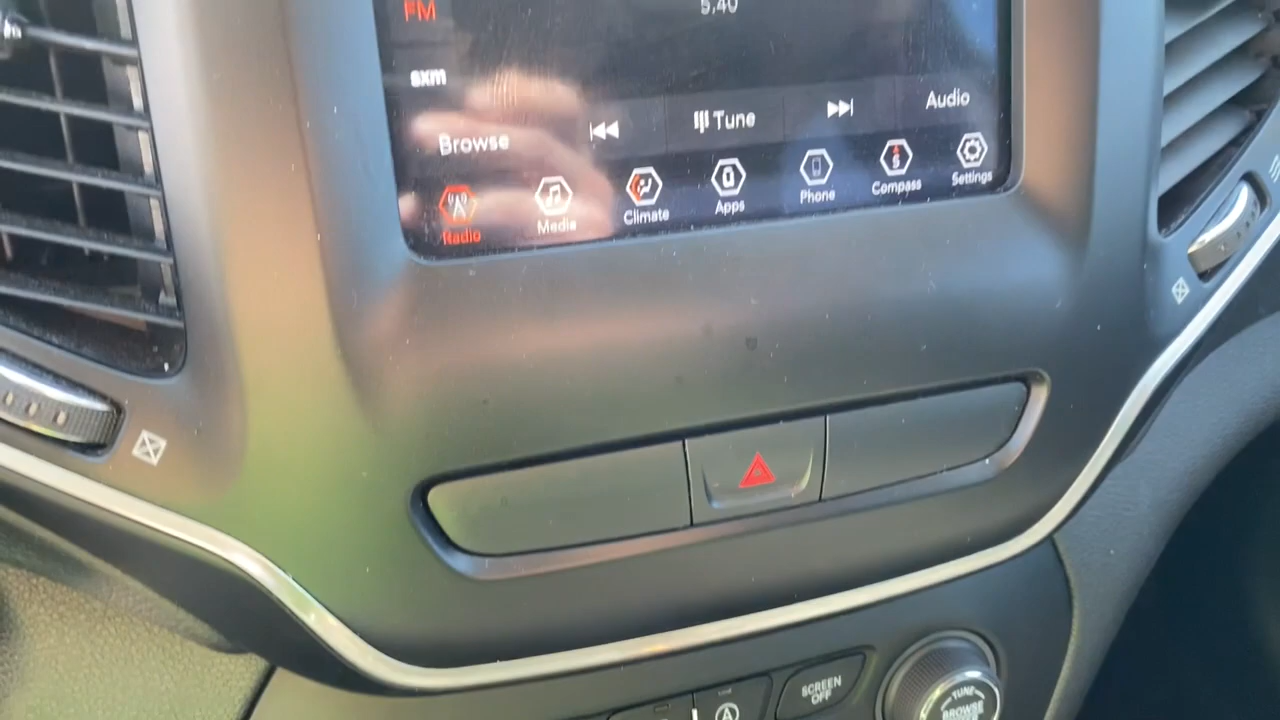 FM
5,40
sxm
Browse
Tune
Audio
Radio
Media
Climate
Apps
Phone
Compass
Settings
SCREEN
OFF
TUNE
BROWSE